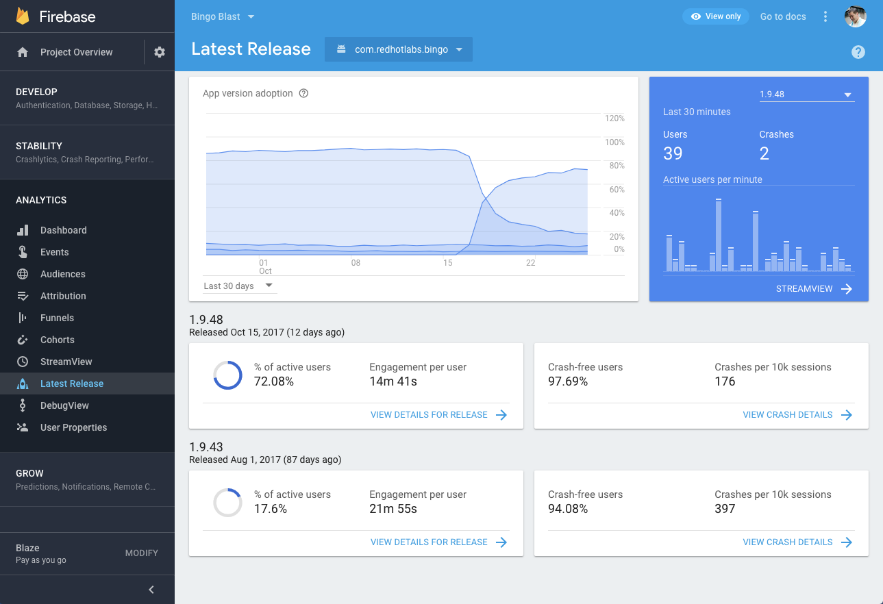 Firebase
Project Overview
DEVELOP
Authentication, Database, Storage, H...
STABILITY
Crashlytics, Crash Reporting, Perfor...
ANALYTICS
Dashboard
Events
Audiences
Attribution
Funnels
Cohorts
StreamView
Latest Release
DebugView
User Properties
GROW
Predictions, Notifications, Remote C...
Blaze
Pay as you go
MODIFY
Bingo Blast
View only
Go to docs
Latest Release
com.redhotlabs.bingo
?
App version adoption ?
120%
100%
80%
60%
40%
20%
0%
01
Oct
08
15
22
Last 30 days
1.9.48
Last 30 minutes
Users
39
Crashes
2
Active users per minute
STREAMVIEW
1.9.48
Released Oct 15, 2017 (12 days ago)
% of active users
72.08%
Engagement per user
14m 41s
VIEW DETAILS FOR RELEASE
Crash-free users
97.69%
Crashes per 10k sessions
176
VIEW CRASH DETAILS
1.9.43
Released Aug 1, 2017 (87 days ago)
% of active users
17.6%
Engagement per user
21m 55s
VIEW DETAILS FOR RELEASE
Crash-free users
94.08%
Crashes per 10k sessions
397
VIEW CRASH DETAILS